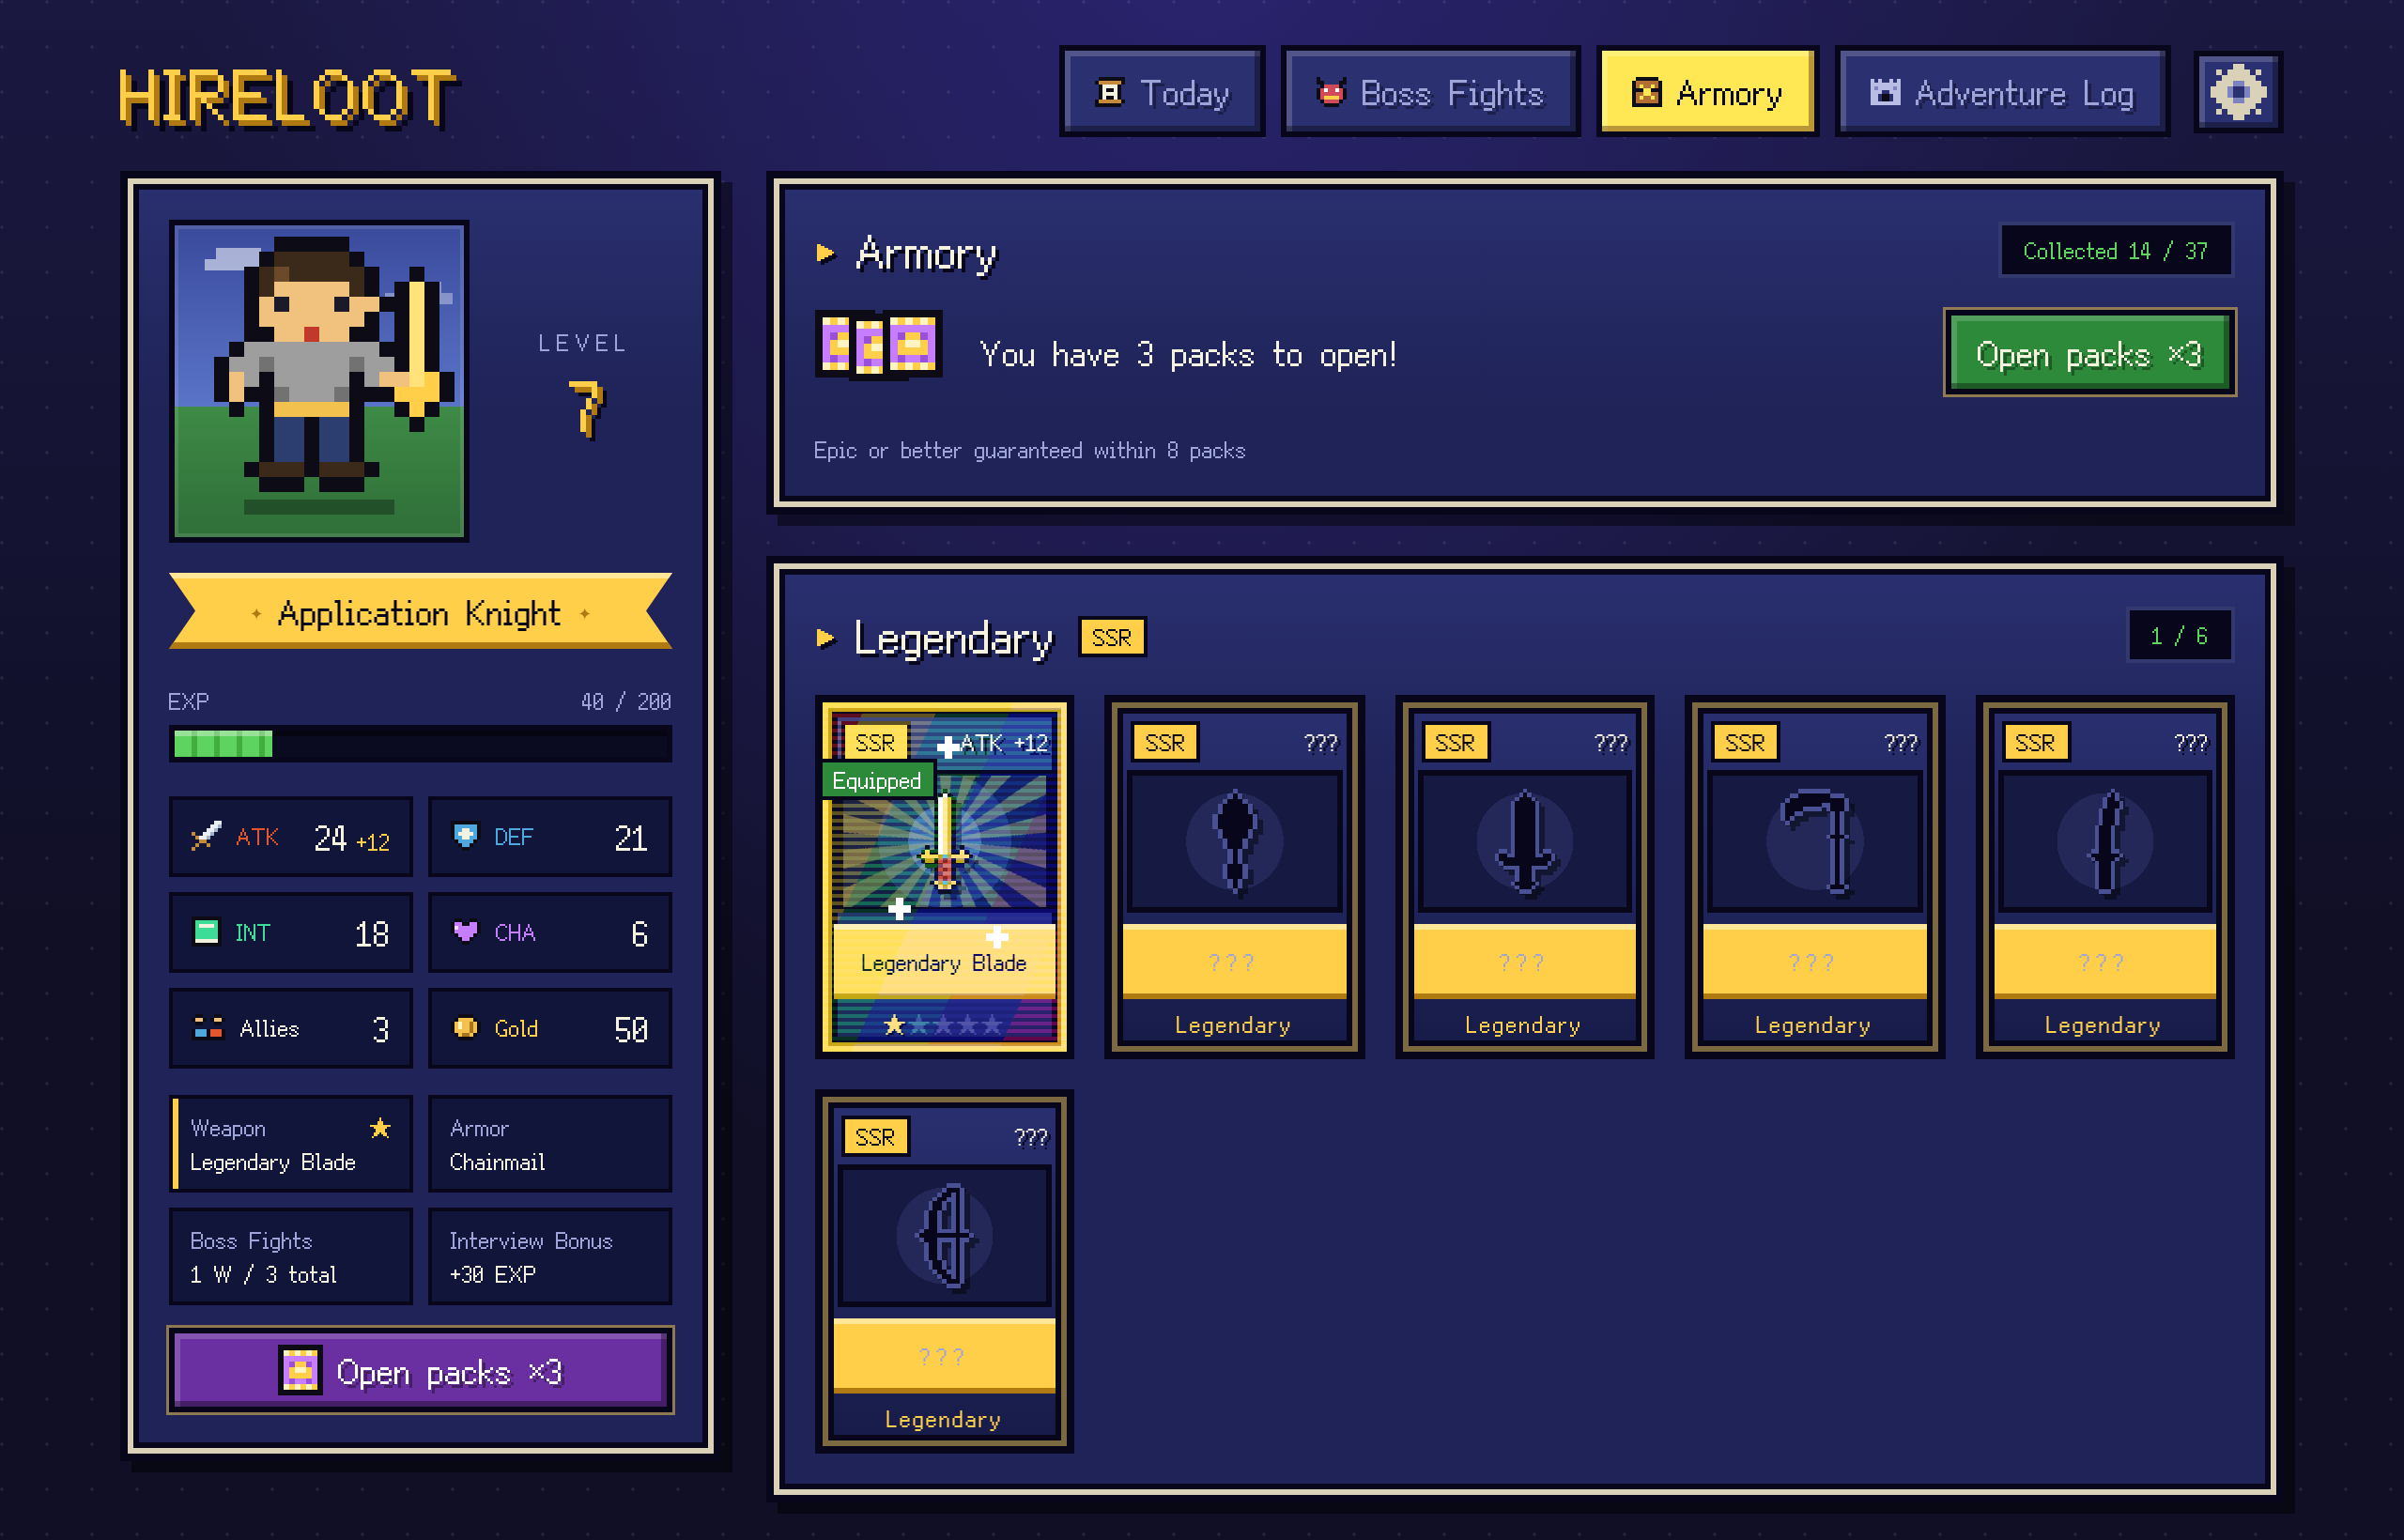 HIRELOOT
Today
Boss Fights
Armory
Adventure Log
LEVEL
7
Application Knight
EXP 40 / 200
ATK 24 +12
DEF 21
INT 18
CHA 6
Allies 3
Gold 50
Weapon
Legendary Blade
Armor
Chainmail
Boss Fights
1 W / 3 total
Interview Bonus
+30 EXP
Open packs ×3
Armory
Collected 14 / 37
You have 3 packs to open!
Open packs ×3
Epic or better guaranteed within 8 packs
Legendary SSR
1 / 6
SSR ATK +12
Equipped
Legendary Blade
SSR ???
???
Legendary
SSR ???
???
Legendary
SSR ???
???
Legendary
SSR ???
???
Legendary
SSR ???
???
Legendary